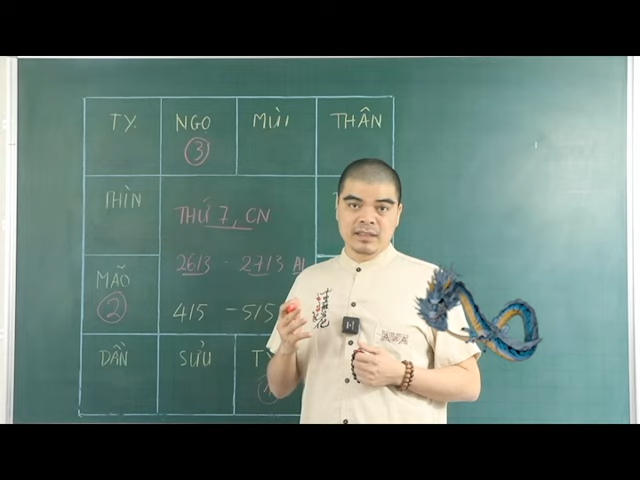 TY. NGO MÙI THÂN
③
THÌN
THỨ 7, CN
26/3 - 27/3 AL
MÃO
②
4/5 - 5/5
DẦN SỬU T
AVA